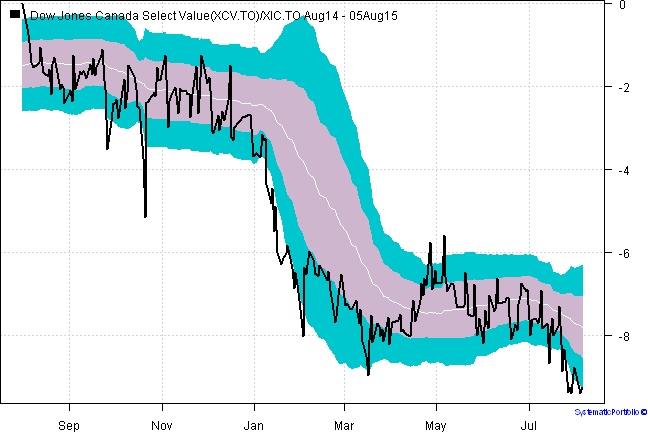 Dow Jones Canada Select Value(XCV.TO)/XIC.TO Aug14 - 05Aug15
0
-2
-4
-6
-8
Sep Nov Jan Mar May Jul
SystematicPortfolio ©